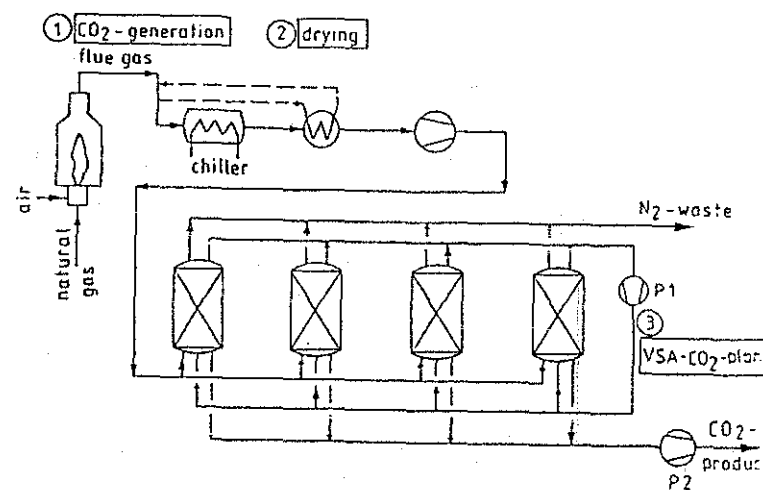 1 CO₂-generation
2 drying
flue gas
chiller
air
natural
gas
N₂-waste
P1
3
VSA-CO₂-plan
CO₂-
produc
P2